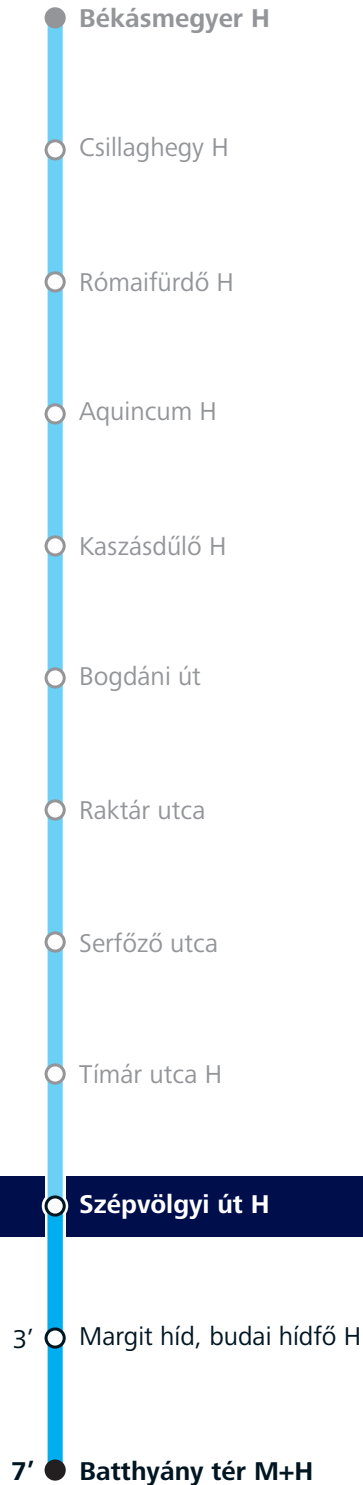 Békásmegyer H
Csillaghegy H
Rómaifürdő H
Aquincum H
Kaszásdűlő H
Bogdáni út
Raktár utca
Serfőző utca
Tímár utca H
Szépvölgyi út H
3’ Margit híd, budai hídfő H
7’ Batthyány tér M+H